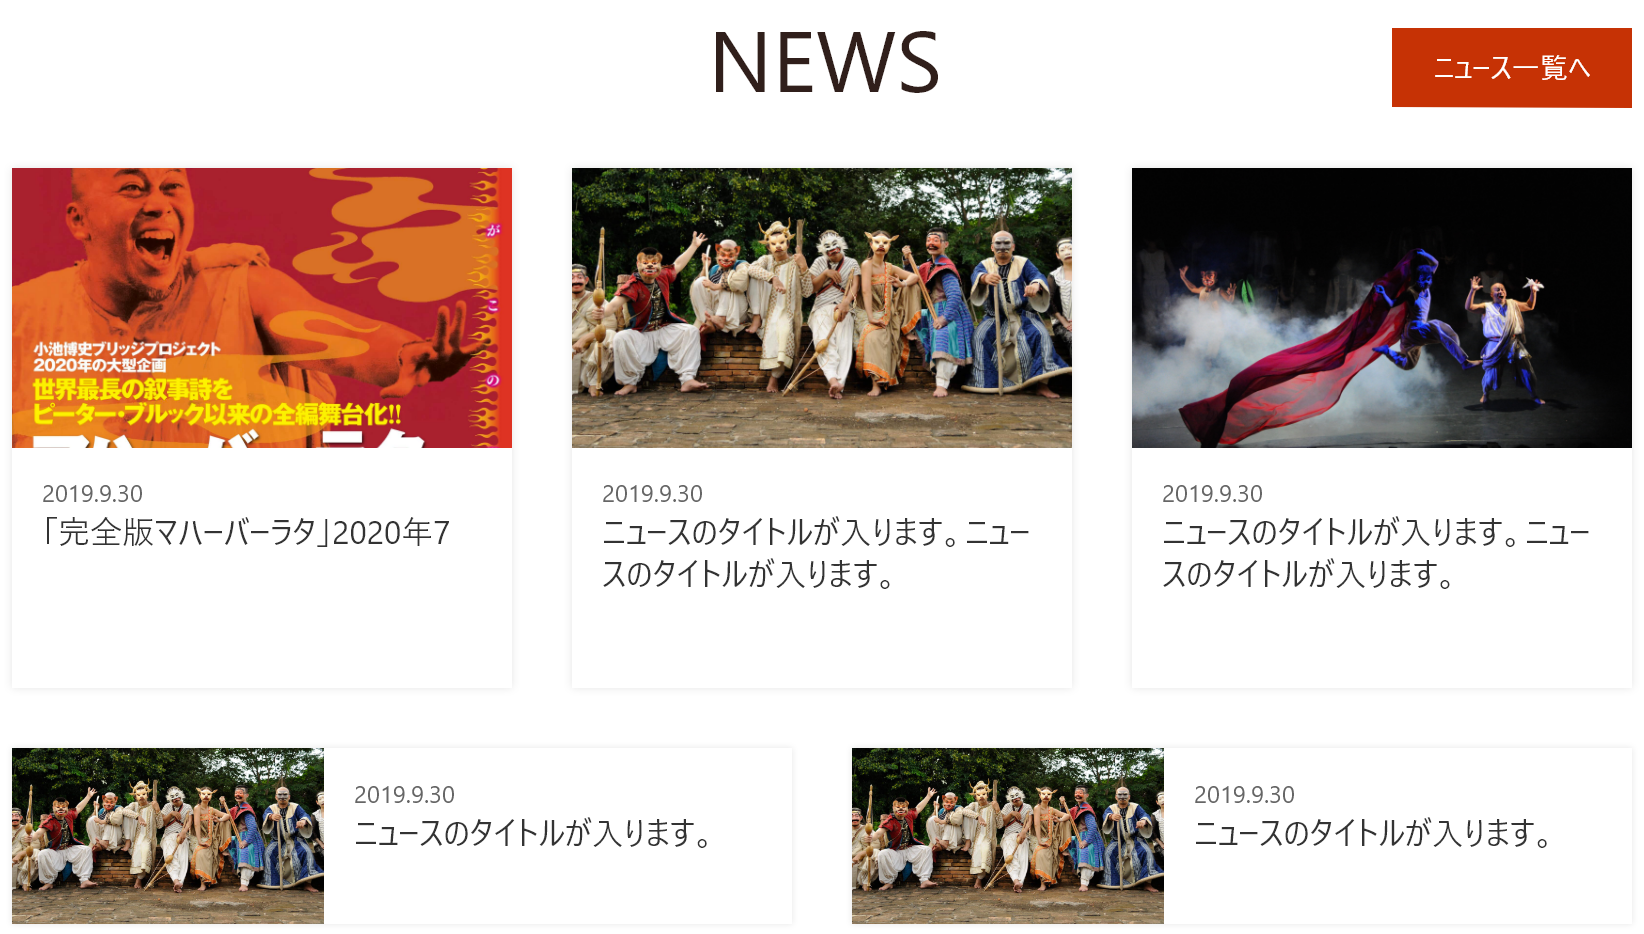 NEWS
ニュース一覧へ
が
こ
の
小池博史ブリッジプロジェクト
2020年の大型企画
世界最長の叙事詩を
ピーター・ブルック以来の全編舞台化!!
2019.9.30
「完全版マハーバーラタ」2020年7
2019.9.30
ニュースのタイトルが入ります。ニュー
スのタイトルが入ります。
2019.9.30
ニュースのタイトルが入ります。ニュー
スのタイトルが入ります。
2019.9.30
ニュースのタイトルが入ります。
2019.9.30
ニュースのタイトルが入ります。